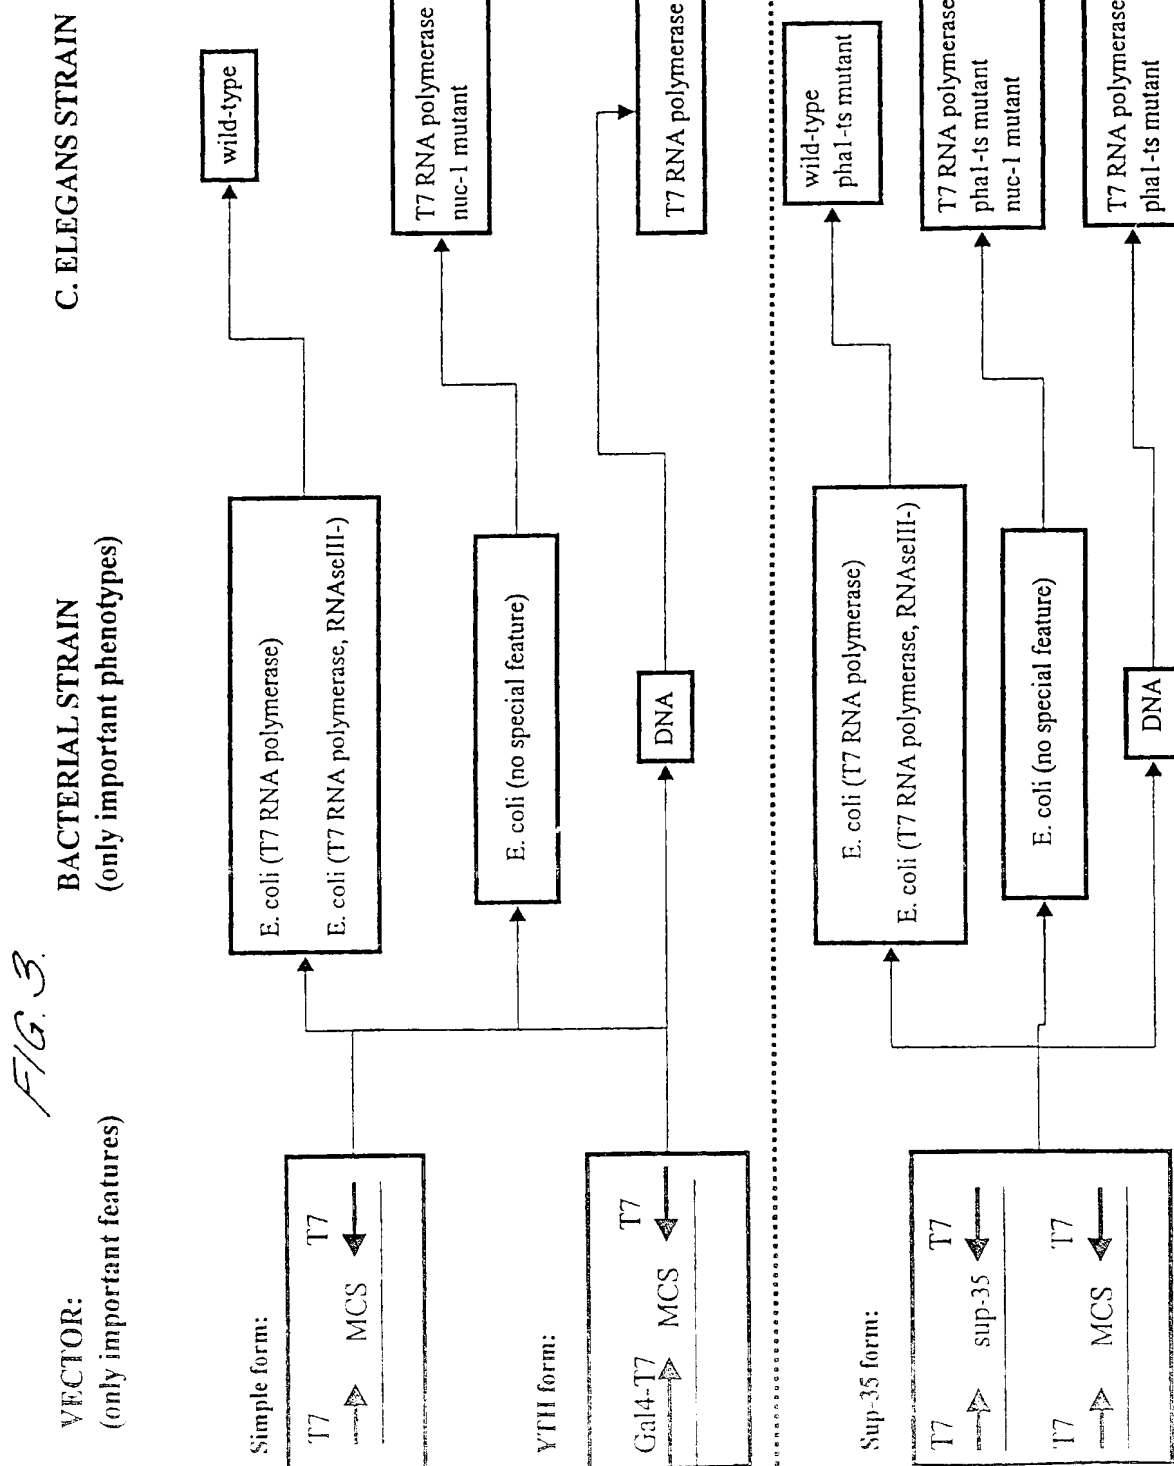 FIG. 3.
VECTOR:
(only important features)
BACTERIAL STRAIN
(only important phenotypes)
C. ELEGANS STRAIN
Simple form:
T7 T7
MCS
E. coli (T7 RNA polymerase)
E. coli (T7 RNA polymerase, RNAseIII-)
wild-type
E. coli (no special feature)
T7 RNA polymerase
nuc-1 mutant
YTH form:
Gal4-T7 T7
MCS
DNA
T7 RNA polymerase
Sup-35 form:
T7 T7
sup-35
T7 T7
MCS
E. coli (T7 RNA polymerase)
E. coli (T7 RNA polymerase, RNAseIII-)
wild-type
pha1-ts mutant
E. coli (no special feature)
T7 RNA polymerase
pha1-ts mutant
nuc-1 mutant
DNA
T7 RNA polymerase
pha1-ts mutant